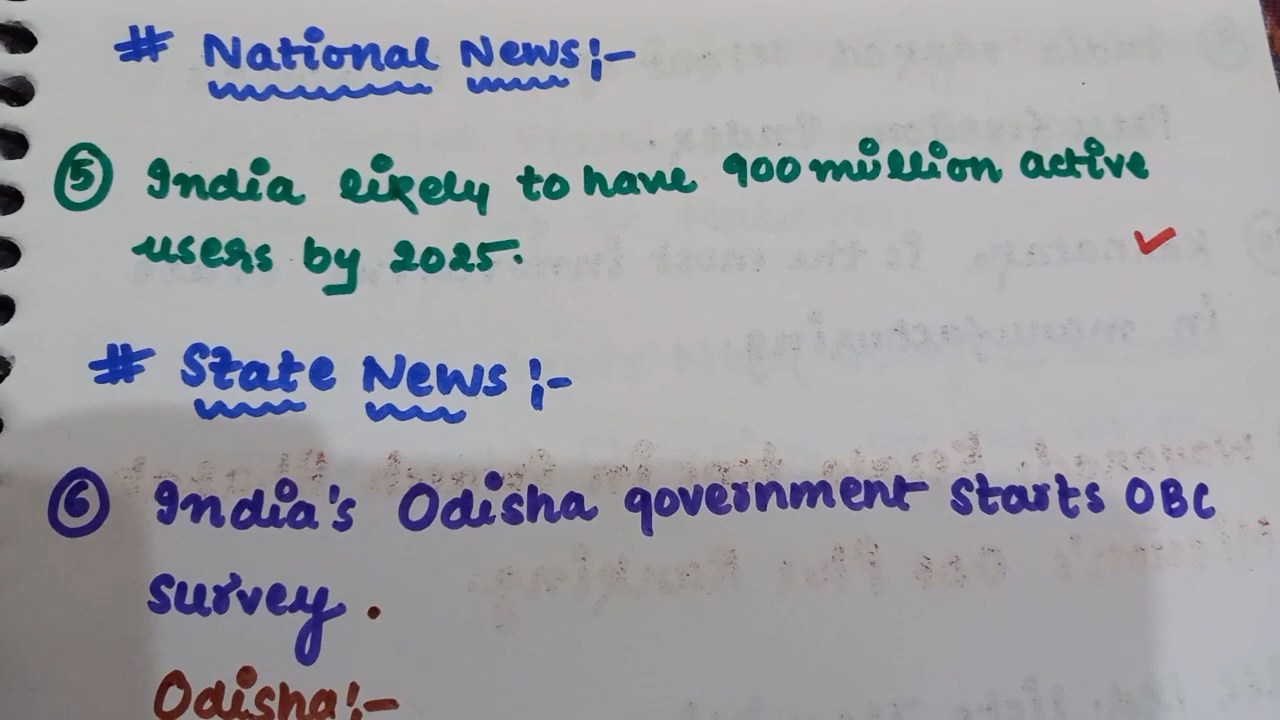 # National News:-
5 India likely to have 900 million active
users by 2025.
# State News :-
6 India's Odisha government starts OBC
survey.
Odisha:-